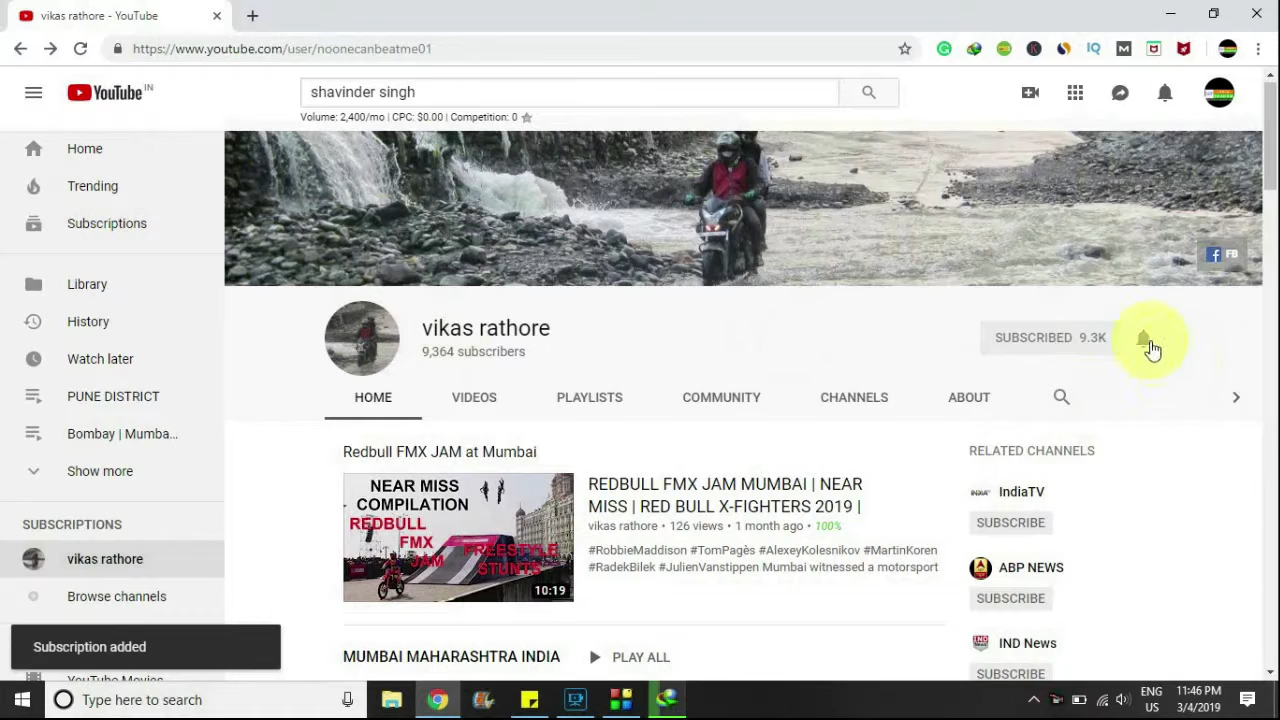 vikas rathore - YouTube
https://www.youtube.com/user/noonecanbeatme01
YouTube IN
shavinder singh
Volume: 2,400/mo | CPC: $0.00 | Competition: 0
Home
Trending
Subscriptions
Library
History
Watch later
PUNE DISTRICT
Bombay | Mumba...
Show more
SUBSCRIPTIONS
vikas rathore
Browse channels
YouTube Movies
Subscription added
FB
vikas rathore
9,364 subscribers
SUBSCRIBED 9.3K
HOME VIDEOS PLAYLISTS COMMUNITY CHANNELS ABOUT
Redbull FMX JAM at Mumbai
NEAR MISS
COMPILATION
REDBULL
FMX
JAM
FREESTYLE
STUNTS
10:19
REDBULL FMX JAM MUMBAI | NEAR
MISS | RED BULL X-FIGHTERS 2019 |
vikas rathore • 126 views • 1 month ago • 100%
#RobbieMaddison #TomPagès #AlexeyKolesnikov #MartinKoren
#RadekBilek #JulienVanstippen Mumbai witnessed a motorsport
MUMBAI MAHARASHTRA INDIA
PLAY ALL
RELATED CHANNELS
IndiaTV
SUBSCRIBE
ABP NEWS
SUBSCRIBE
IND News
SUBSCRIBE
Type here to search
ENG
US
11:46 PM
3/4/2019